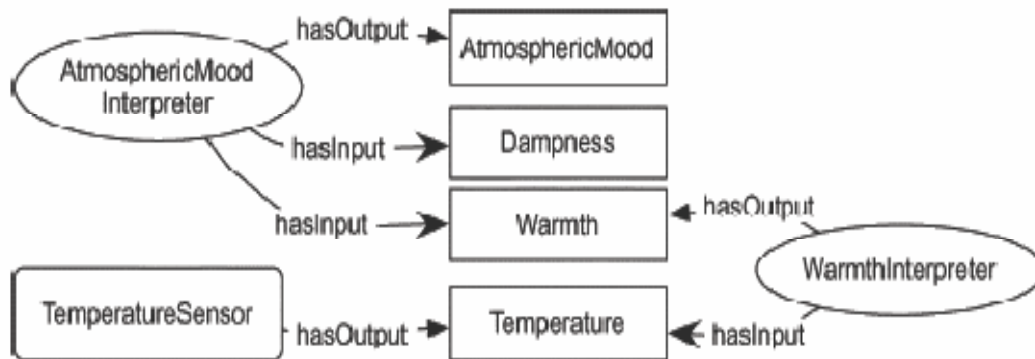 hasOutput
AtmosphericMood
AtmosphericMood
Interpreter
hasInput
Dampness
hasInput
Warmth
hasOutput
WarmthInterpreter
TemperatureSensor
hasOutput
Temperature
hasInput